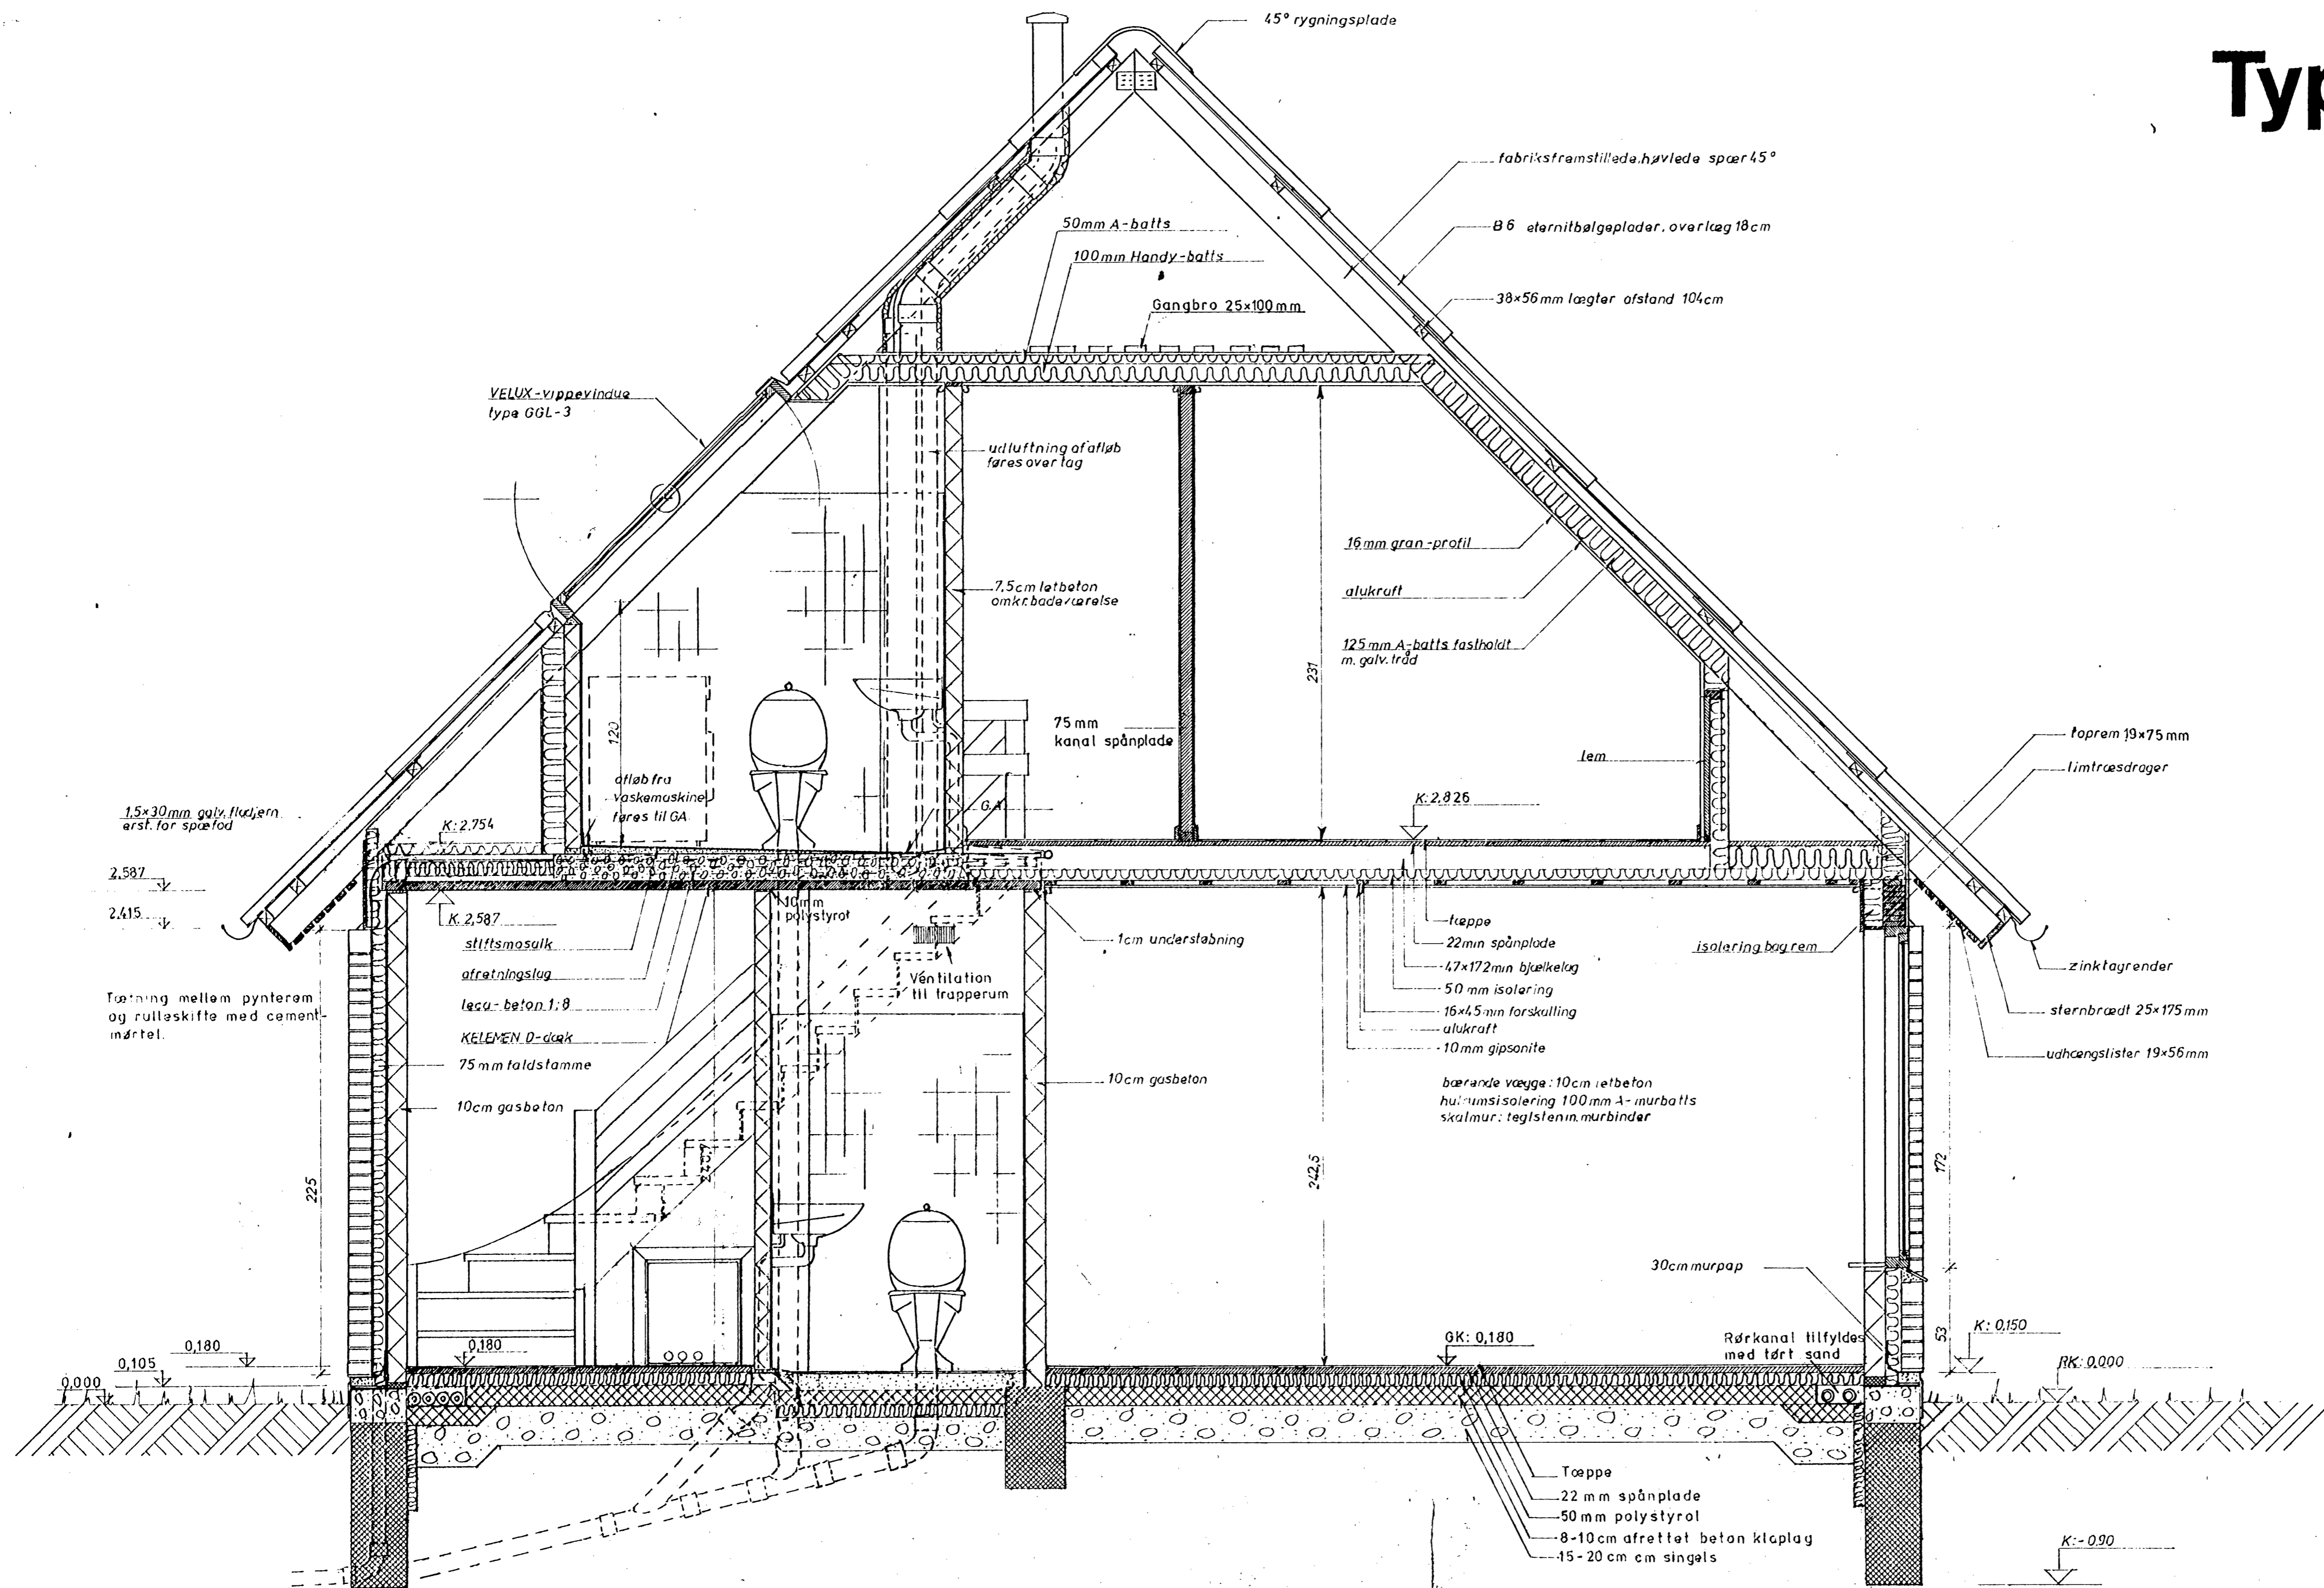 Typ
45° rygningsplade
fabriksfremstillede, høvlede spær 45°
B6 eternitbølgeplader, overlæg 18cm
38×56mm lægter afstand 104cm
50mm A-batts
100mm Handy-batts
Gangbro 25×100mm
VELUX-vippevindue
type GGL-3
udluftning af afløb
føres over tag
7,5cm letbeton
omkr. badeværelse
16mm gran-profil
alukraft
125mm A-batts fastholdt
m. galv. tråd
231
120
75mm
kanal spånplade
lem
toprem 19×75mm
limtræsdrager
afløb fra
vaskemaskine
føres til GA
GA
K:2,826
1,5×30mm galv. fladjern
erst. for spæfod
K: 2,754
2,587
2,415
K. 2,587
10mm
polystyrol
stiftsmosaik
afretningslag
leca-beton 1:8
KELEMEN D-dæk
75mm faldstamme
10cm gasbeton
Tætning mellem pynterem
og rulleskifte med cement-
mørtel.
Ventilation
til trapperum
1cm understøbning
tæppe
22mm spånplade
47×172mm bjælkelag
50mm isolering
16×45mm forskalling
alukraft
10mm gipsonite
isolering bag rem
zinktagrender
sternbrædt 25×175mm
udhængslister 19×56mm
10cm gasbeton
bærende vægge: 10cm letbeton
hulrumsisolering 100mm A-murbatts
skalmur: teglsten m. murbinder
225
242,5
172
53
30cm murpap
Rørkanal tilfyldes
med tørt sand
GK: 0,180
K: 0,150
RK: 0,000
0,180
0,180
0,105
0,000
Tæppe
22 mm spånplade
50mm polystyrol
8-10cm afrettet beton klaplag
15-20 cm cm singels
K:-0,90